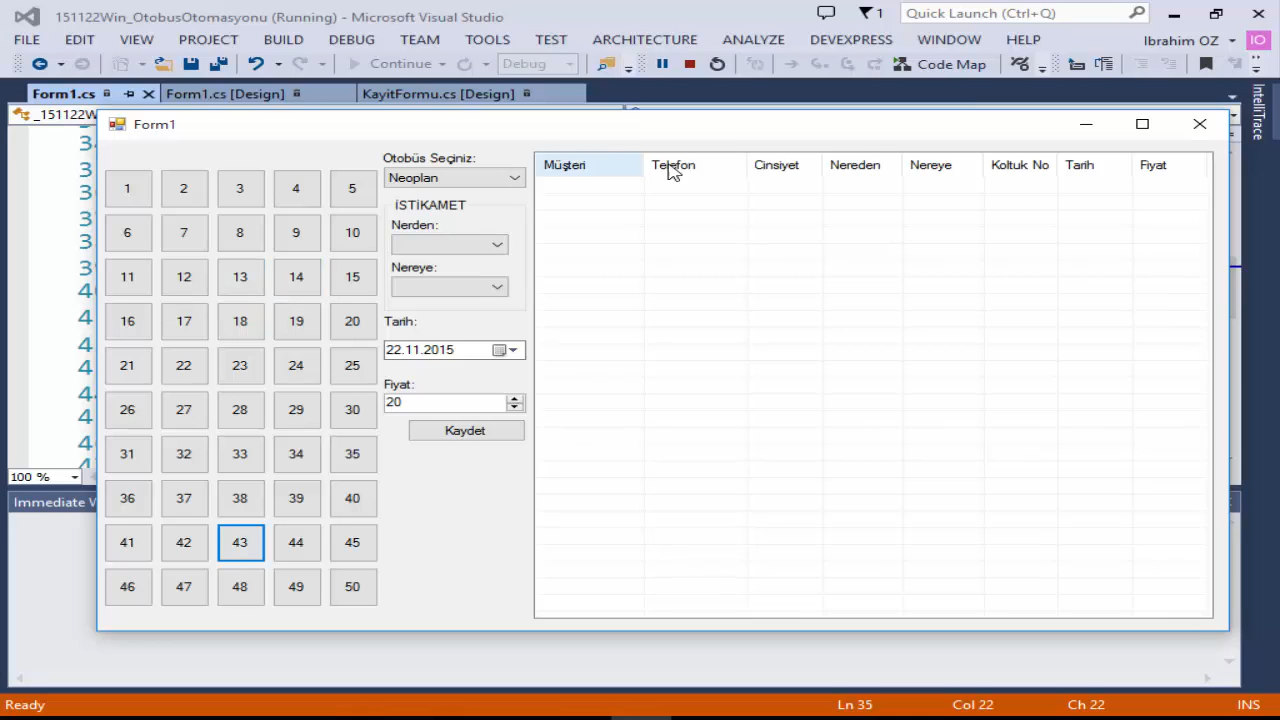 151122Win_OtobusOtomasyonu (Running) - Microsoft Visual Studio
1
Quick Launch (Ctrl+Q)
FILE EDIT VIEW PROJECT BUILD DEBUG TEAM TOOLS TEST ARCHITECTURE ANALYZE DEVEXPRESS WINDOW HELP Ibrahim OZ IO
Continue Debug Code Map
Form1.cs Form1.cs [Design] KayitFormu.cs [Design]
IntelliTrace
_151122W
Form1
Otobüs Seçiniz:
Neoplan
İSTİKAMET
Nerden:
Nereye:
Tarih:
22.11.2015
Fiyat:
20
Kaydet
Müşteri Telefon Cinsiyet Nereden Nereye Koltuk No Tarih Fiyat
1 2 3 4 5
6 7 8 9 10
11 12 13 14 15
16 17 18 19 20
21 22 23 24 25
26 27 28 29 30
31 32 33 34 35
36 37 38 39 40
41 42 43 44 45
46 47 48 49 50
100 %
Immediate W
Ready Ln 35 Col 22 Ch 22 INS